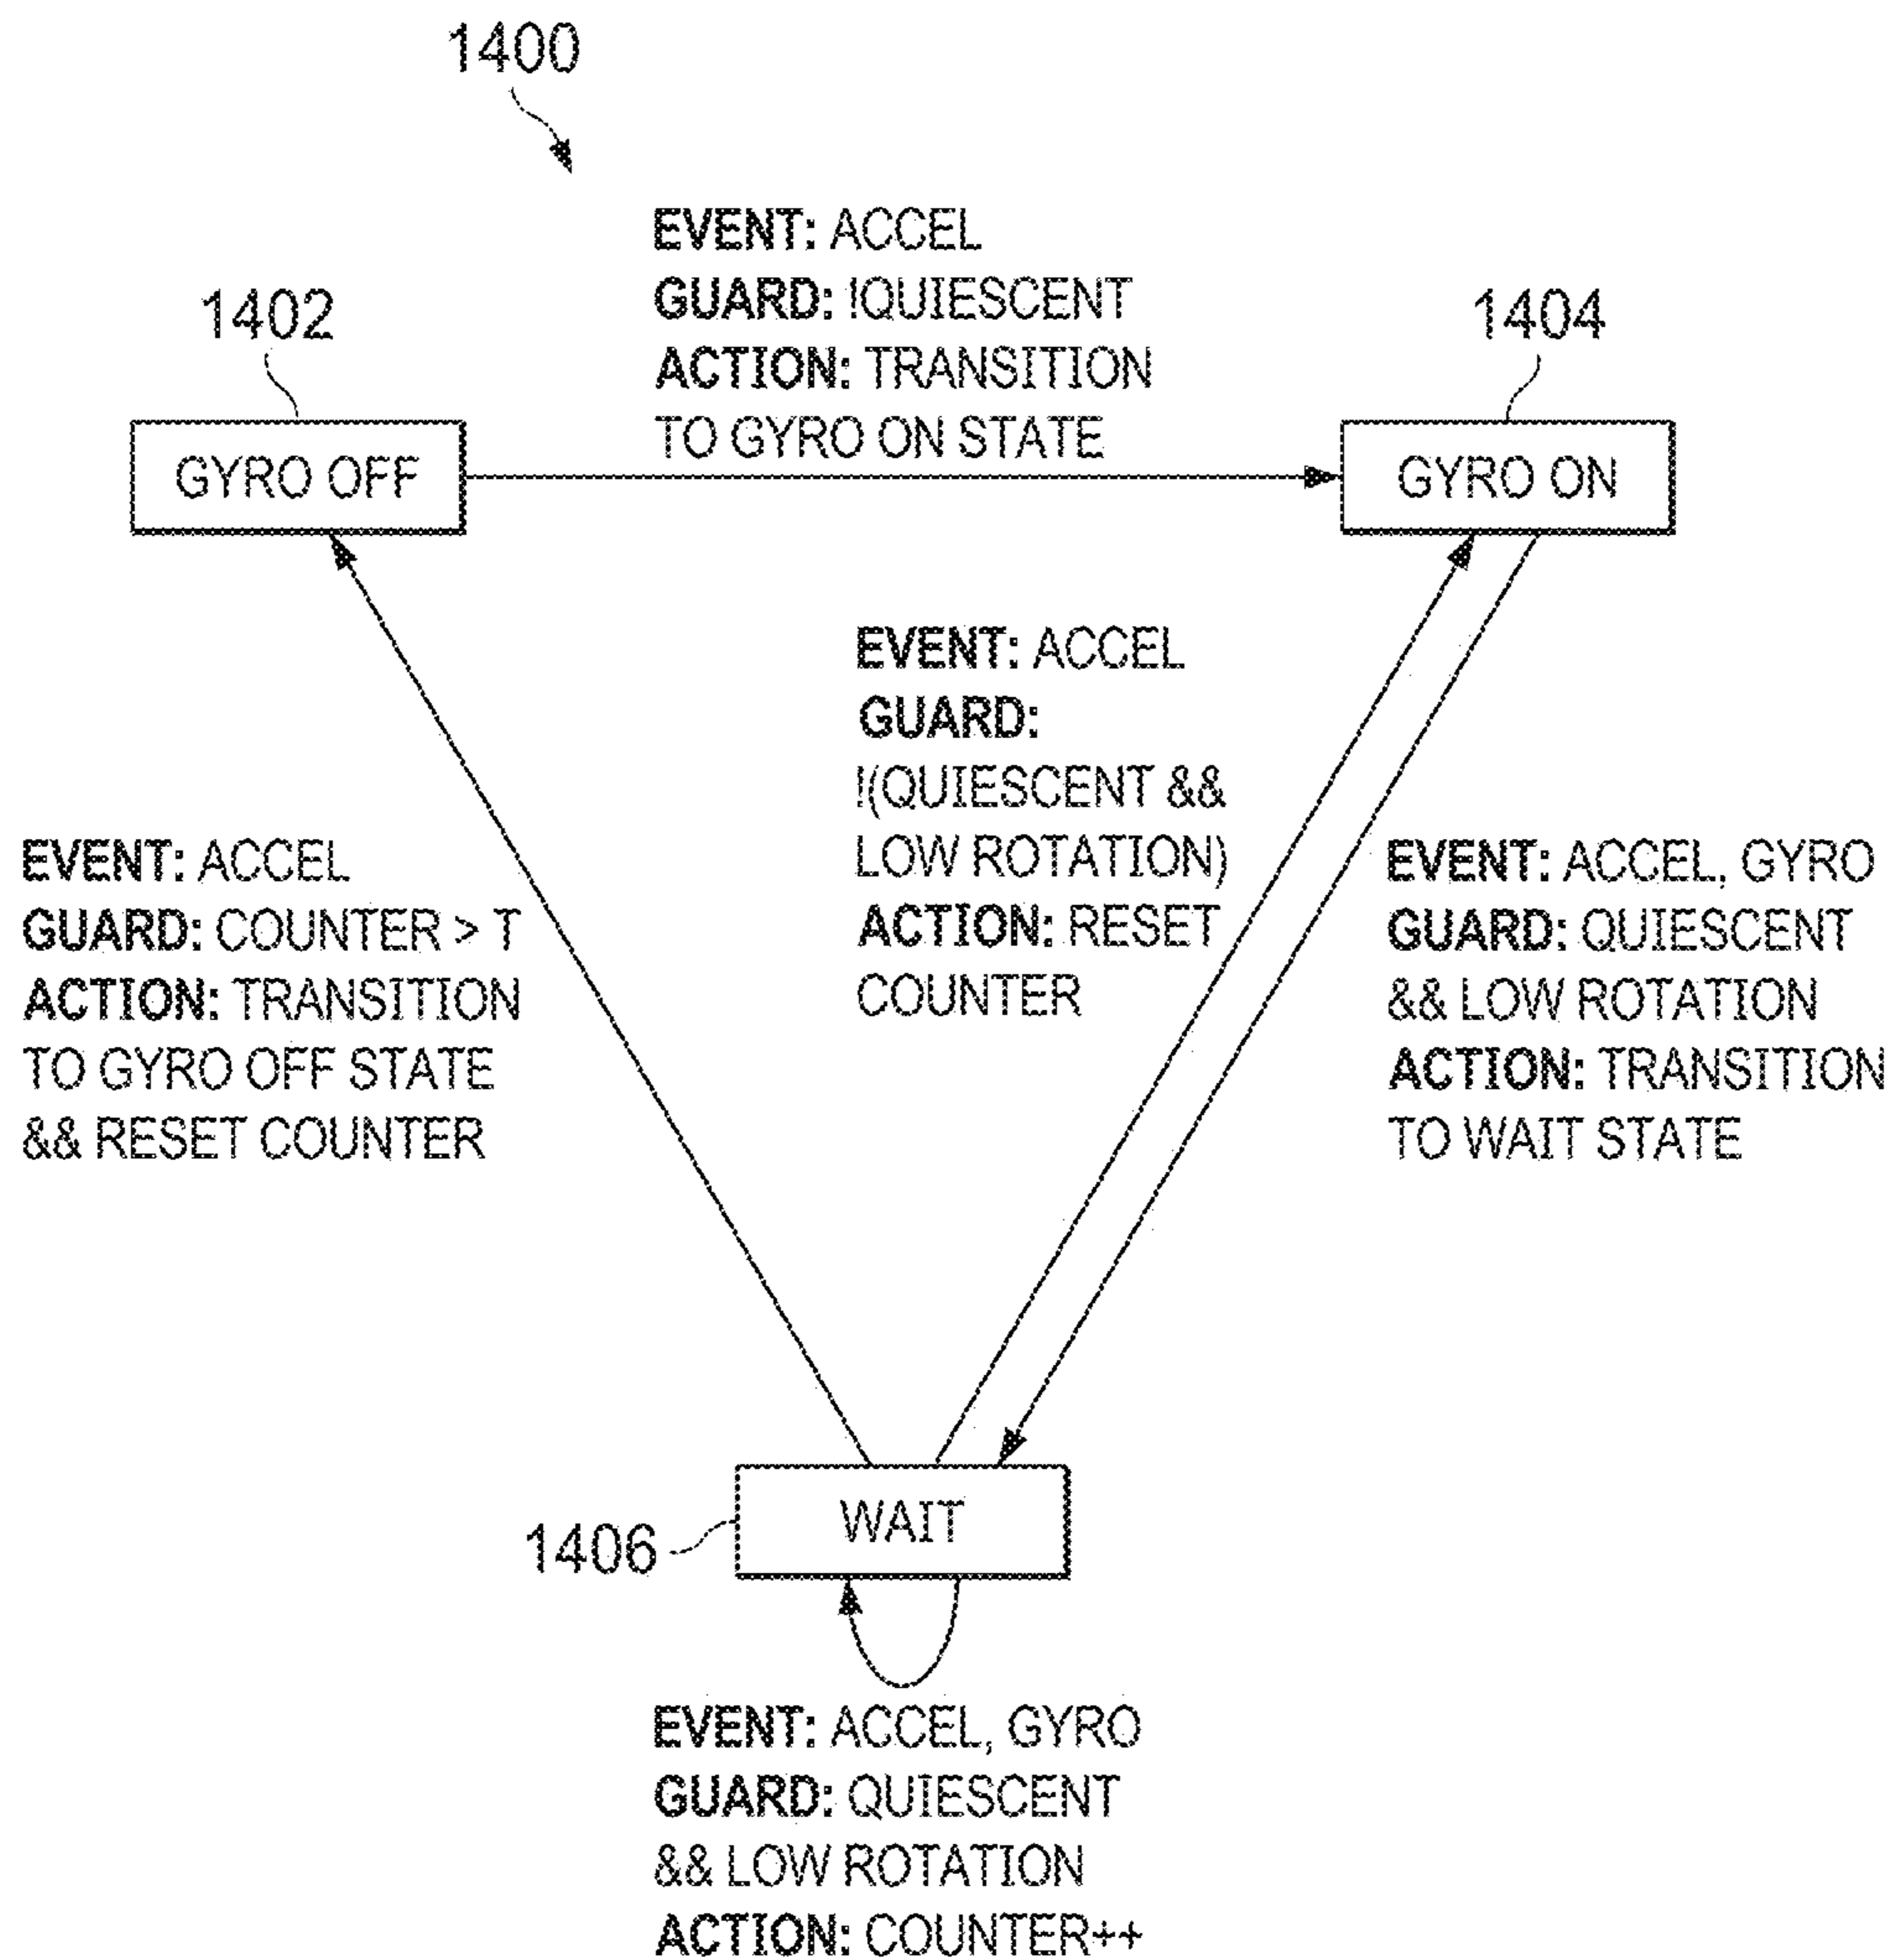 1400
EVENT: ACCEL
GUARD: !QUIESCENT
ACTION: TRANSITION
TO GYRO ON STATE
1402
1404
GYRO OFF
GYRO ON
EVENT: ACCEL
GUARD:
!(QUIESCENT &&
LOW ROTATION)
ACTION: RESET
COUNTER
EVENT: ACCEL
GUARD: COUNTER > T
ACTION: TRANSITION
TO GYRO OFF STATE
&& RESET COUNTER
EVENT: ACCEL, GYRO
GUARD: QUIESCENT
&& LOW ROTATION
ACTION: TRANSITION
TO WAIT STATE
WAIT
1406
EVENT: ACCEL, GYRO
GUARD: QUIESCENT
&& LOW ROTATION
ACTION: COUNTER++